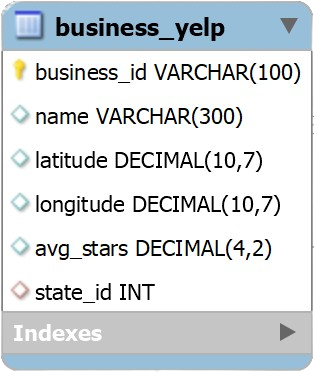 business_yelp
business_id VARCHAR(100)
name VARCHAR(300)
latitude DECIMAL(10,7)
longitude DECIMAL(10,7)
avg_stars DECIMAL(4,2)
state_id INT
Indexes